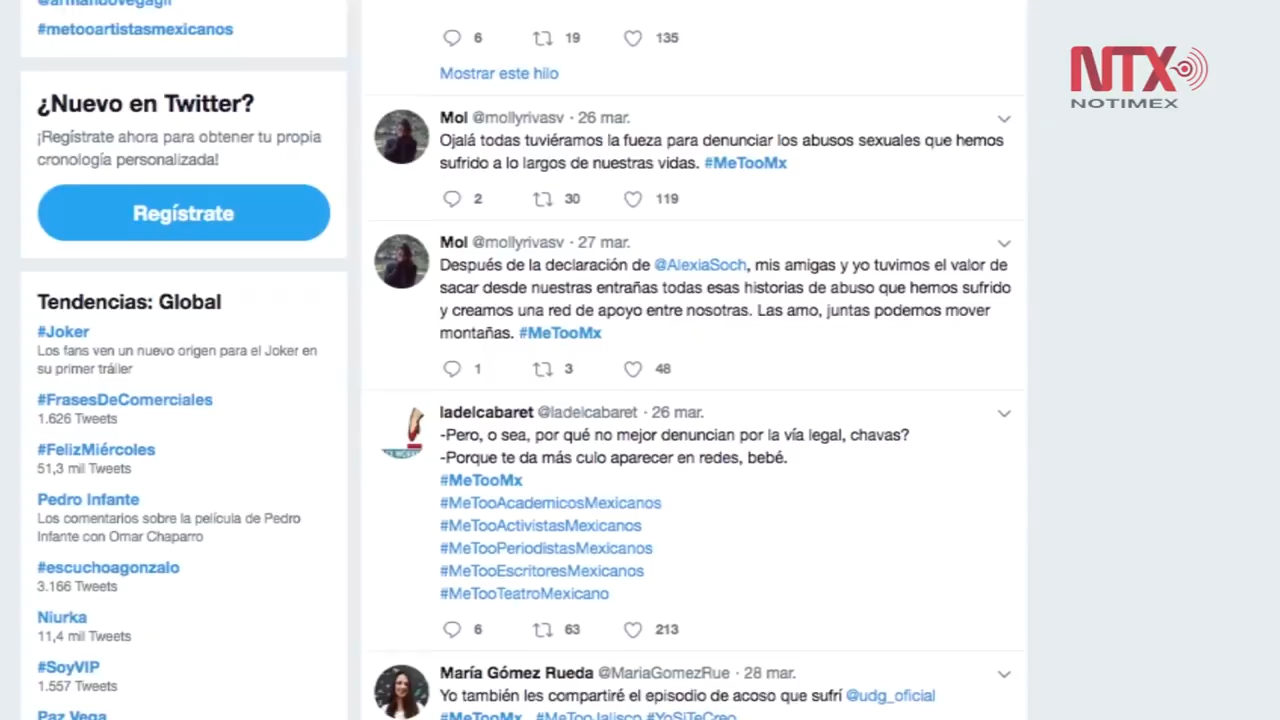 @armandovegagil
#metooartistasmexicanos
¿Nuevo en Twitter?
¡Regístrate ahora para obtener tu propia
cronología personalizada!
Regístrate
Tendencias: Global
#Joker
Los fans ven un nuevo origen para el Joker en
su primer tráiler
#FrasesDeComerciales
1.626 Tweets
#FelizMiércoles
51,3 mil Tweets
Pedro Infante
Los comentarios sobre la película de Pedro
Infante con Omar Chaparro
#escuchoagonzalo
3.166 Tweets
Niurka
11,4 mil Tweets
#SoyVIP
1.557 Tweets
Paz Vega
6 19 135
Mostrar este hilo
Mol @mollyrivasv · 26 mar.
Ojalá todas tuviéramos la fueza para denunciar los abusos sexuales que hemos
sufrido a lo largos de nuestras vidas. #MeTooMx
2 30 119
Mol @mollyrivasv · 27 mar.
Después de la declaración de @AlexiaSoch, mis amigas y yo tuvimos el valor de
sacar desde nuestras entrañas todas esas historias de abuso que hemos sufrido
y creamos una red de apoyo entre nosotras. Las amo, juntas podemos mover
montañas. #MeTooMx
1 3 48
ladelcabaret @ladelcabaret · 26 mar.
-Pero, o sea, por qué no mejor denuncian por la vía legal, chavas?
-Porque te da más culo aparecer en redes, bebé.
#MeTooMx
#MeTooAcademicosMexicanos
#MeTooActivistasMexicanos
#MeTooPeriodistasMexicanos
#MeTooEscritoresMexicanos
#MeTooTeatroMexicano
6 63 213
María Gómez Rueda @MariaGomezRue · 28 mar.
Yo también les compartiré el episodio de acoso que sufrí @udg_oficial
#MeTooMx #MeTooJalisco #YoSiTeCreo
NTX
NOTIMEX